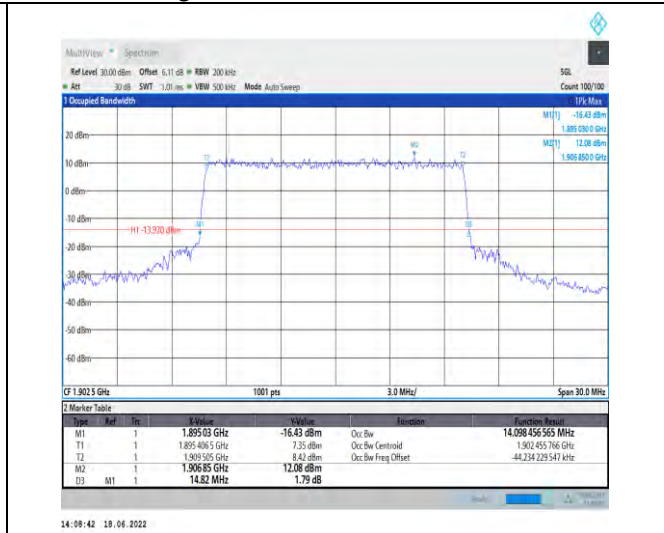 MultiView Spectrum
Ref Level 30.00 dBm Offset 6.11 dB RBW 200 kHz SGL
Att 30 dB SWT 1.01 ms VBW 500 kHz Mode Auto Sweep Count 100/100
1 Occupied Bandwidth 1Pk Max
M1[1] -16.43 dBm
1.895 030 0 GHz
20 dBm
M2[1] 12.08 dBm
1.906 850 0 GHz
M2
T1
T2
10 dBm
0 dBm
-10 dBm
M1
H1 -13.920 dBm
D3
-20 dBm
-30 dBm
-40 dBm
-50 dBm
-60 dBm
CF 1.902 5 GHz 1001 pts 3.0 MHz/ Span 30.0 MHz
2 Marker Table
Type Ref Trc X-Value Y-Value Function Function Result
M1 1 1.895 03 GHz -16.43 dBm Occ Bw 14.098 456 565 MHz
T1 1 1.895 406 5 GHz 7.35 dBm Occ Bw Centroid 1.902 455 766 GHz
T2 1 1.909 505 GHz 8.42 dBm Occ Bw Freq Offset -44.234 229 547 kHz
M2 1 1.906 85 GHz 12.08 dBm
D3 M1 1 14.82 MHz 1.79 dB
Ready
14:08:42 18.06.2022